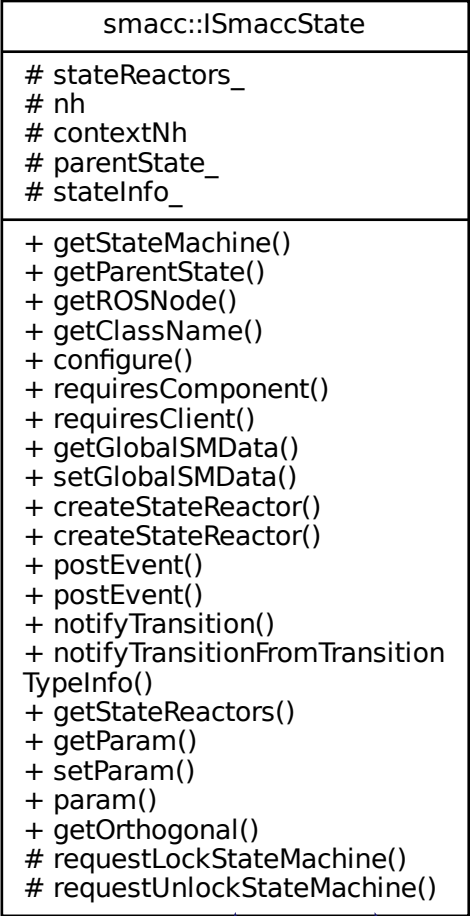 smacc::ISmaccState
# stateReactors_
# nh
# contextNh
# parentState_
# stateInfo_
+ getStateMachine()
+ getParentState()
+ getROSNode()
+ getClassName()
+ configure()
+ requiresComponent()
+ requiresClient()
+ getGlobalSMData()
+ setGlobalSMData()
+ createStateReactor()
+ createStateReactor()
+ postEvent()
+ postEvent()
+ notifyTransition()
+ notifyTransitionFromTransition
TypeInfo()
+ getStateReactors()
+ getParam()
+ setParam()
+ param()
+ getOrthogonal()
# requestLockStateMachine()
# requestUnlockStateMachine()